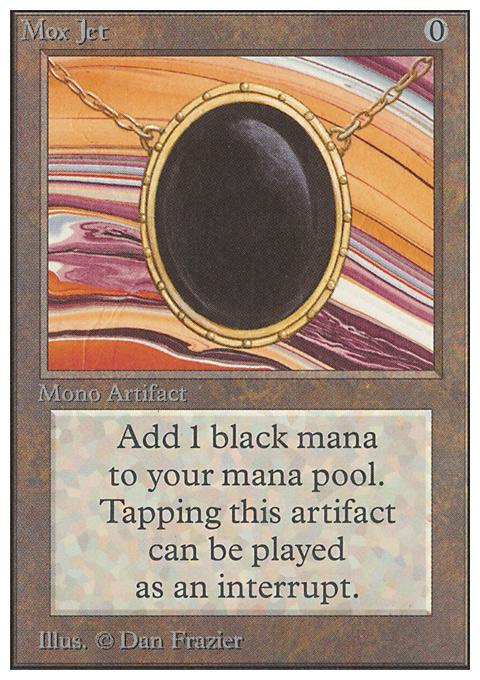 Mox Jet 0
Mono Artifact
Add 1 black mana
to your mana pool.
Tapping this artifact
can be played
as an interrupt.
Illus. © Dan Frazier